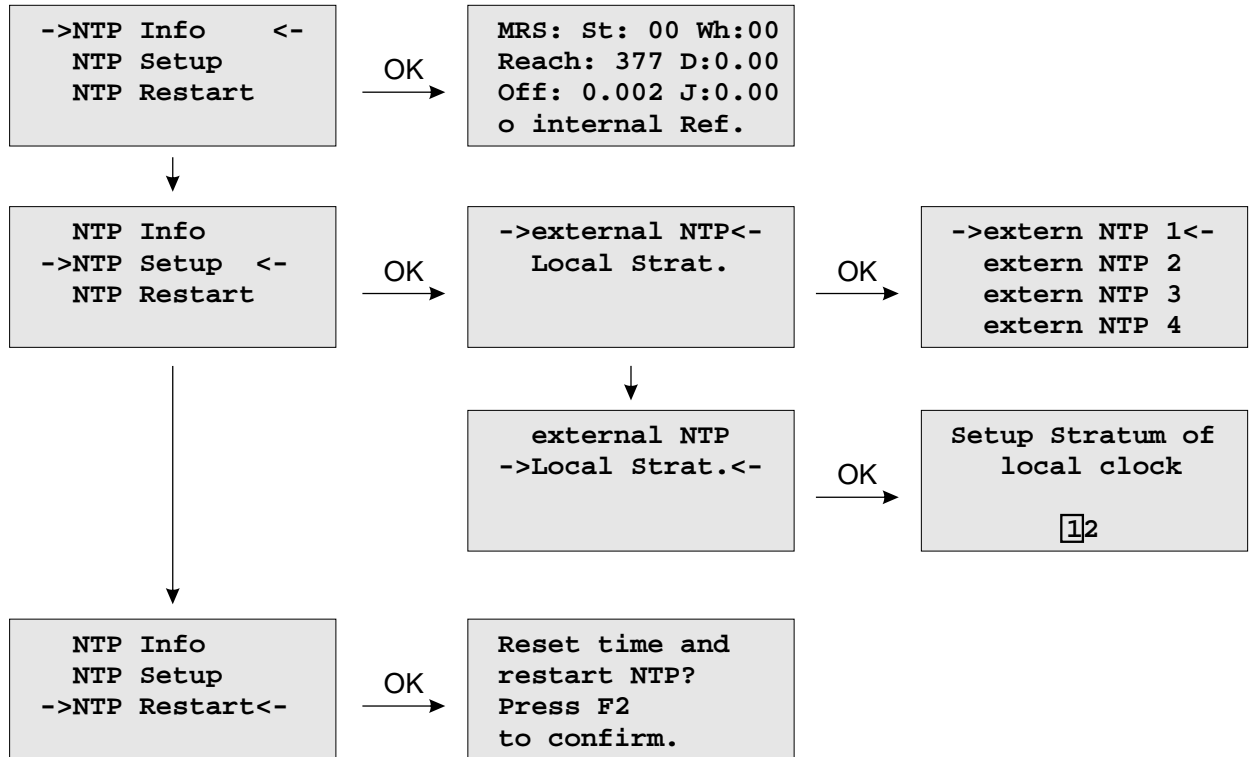 ->NTP Info <-
NTP Setup
NTP Restart
OK
MRS: St: 00 Wh:00
Reach: 377 D:0.00
Off: 0.002 J:0.00
o internal Ref.
NTP Info
->NTP Setup <-
NTP Restart
OK
->external NTP<-
Local Strat.
OK
->extern NTP 1<-
extern NTP 2
extern NTP 3
extern NTP 4
external NTP
->Local Strat.<-
OK
Setup Stratum of
local clock
12
NTP Info
NTP Setup
->NTP Restart<-
OK
Reset time and
restart NTP?
Press F2
to confirm.